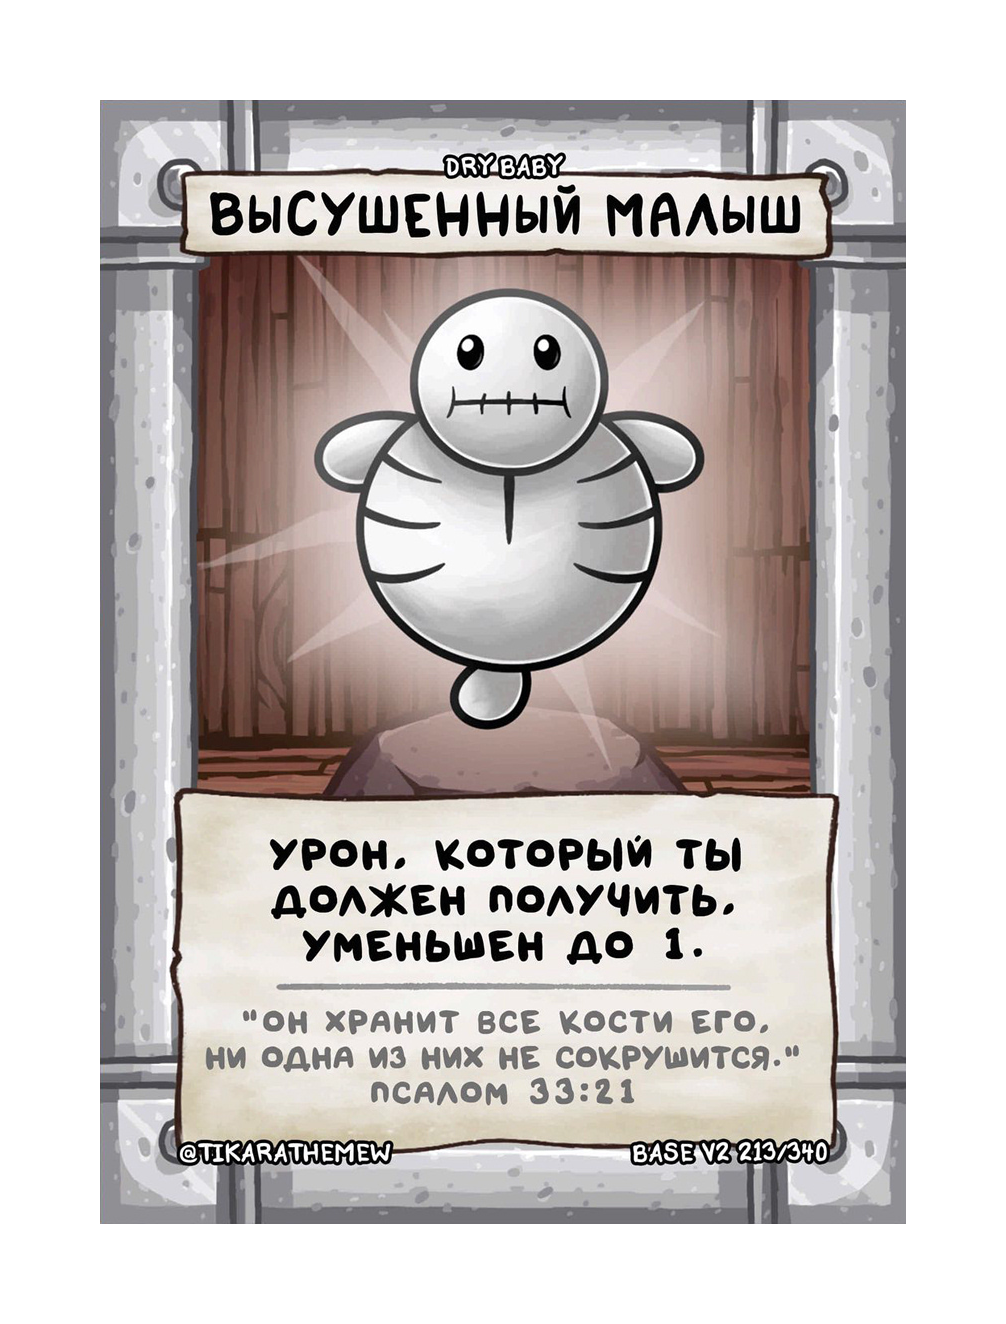 DRY BABY
ВЫСУШЕННЫЙ МАЛЫШ
УРОН, КОТОРЫЙ ТЫ
ДОЛЖЕН ПОЛУЧИТЬ,
УМЕНЬШЕН ДО 1.
"ОН ХРАНИТ ВСЕ КОСТИ ЕГО,
НИ ОДНА ИЗ НИХ НЕ СОКРУШИТСЯ."
ПСАЛОМ 33:21
@TIKARATHEMEW
BASE V2 213/340